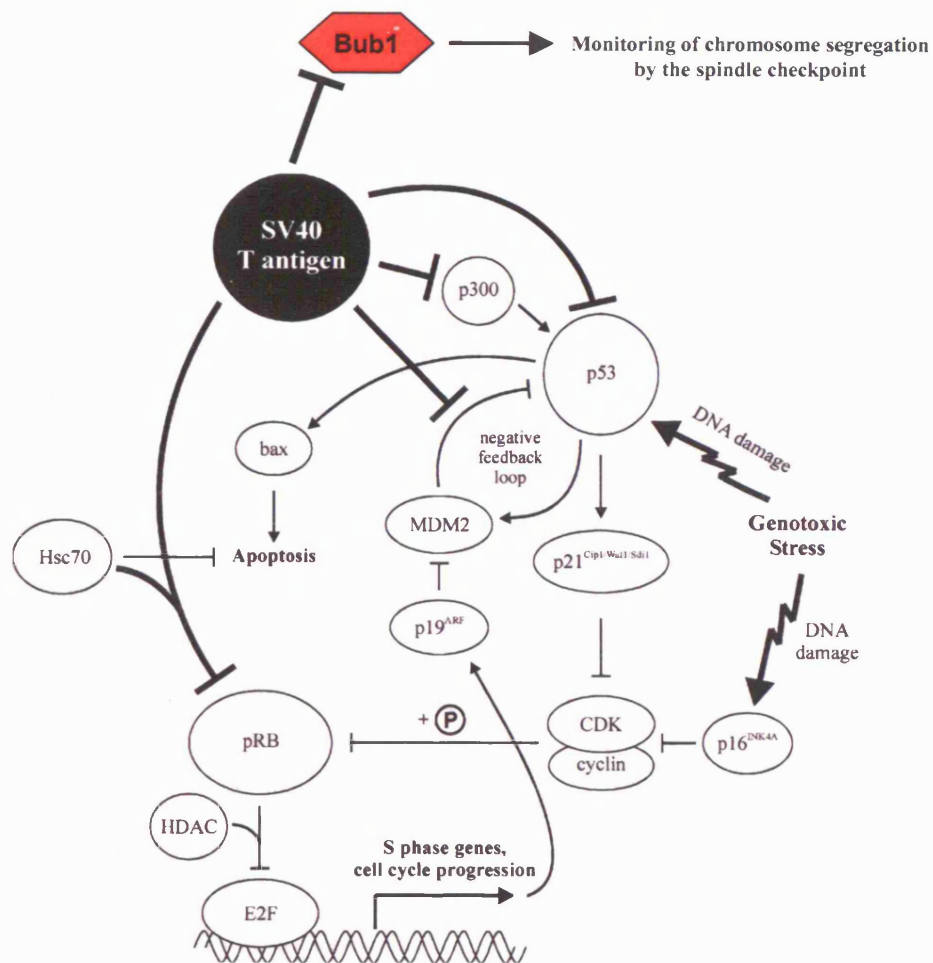 Bub1
Monitoring of chromosome segregation
by the spindle checkpoint
SV40
T antigen
p300
p53
bax
negative
feedback
loop
DNA damage
MDM2
Genotoxic
Stress
Hsc70
Apoptosis
p21Cip1/Waf1/Sdi1
p19ARF
DNA
damage
+ P
pRB
CDK
cyclin
p16INK4A
HDAC
S phase genes,
cell cycle progression
E2F